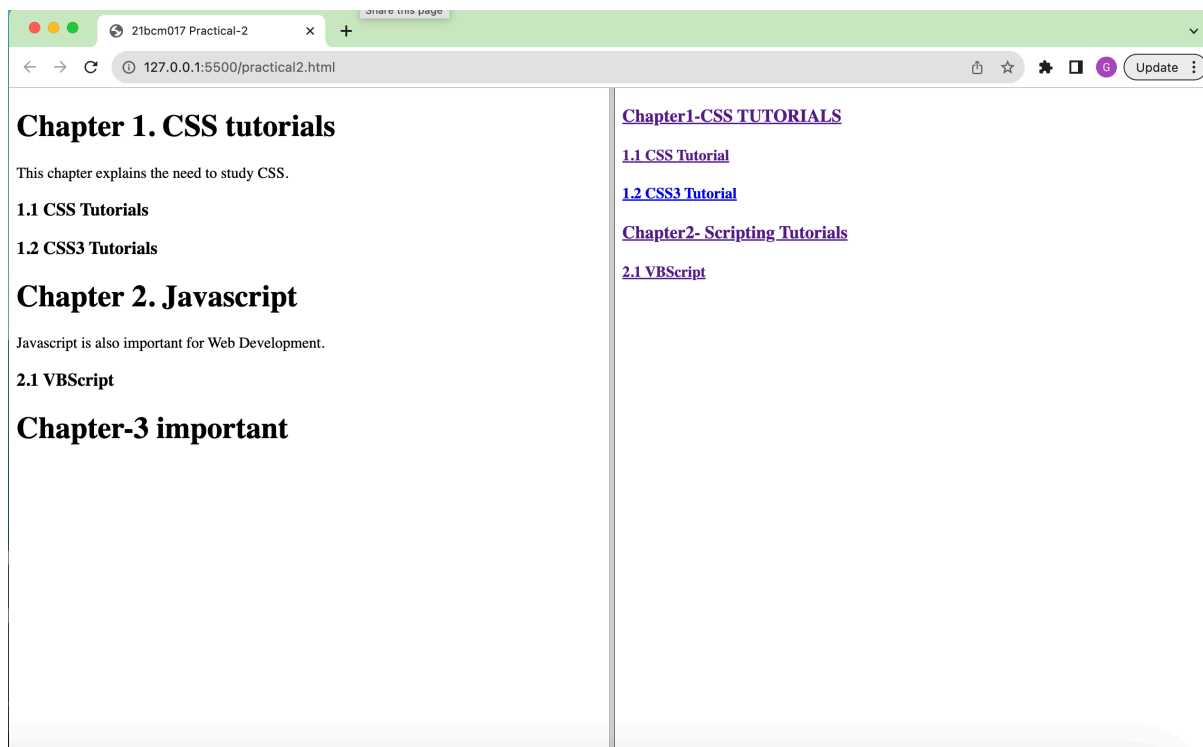 Share this page
21bcm017 Practical-2
127.0.0.1:5500/practical2.html
G
Update
Chapter 1. CSS tutorials
This chapter explains the need to study CSS.
1.1 CSS Tutorials
1.2 CSS3 Tutorials
Chapter 2. Javascript
Javascript is also important for Web Development.
2.1 VBScript
Chapter-3 important
Chapter1-CSS TUTORIALS
1.1 CSS Tutorial
1.2 CSS3 Tutorial
Chapter2- Scripting Tutorials
2.1 VBScript